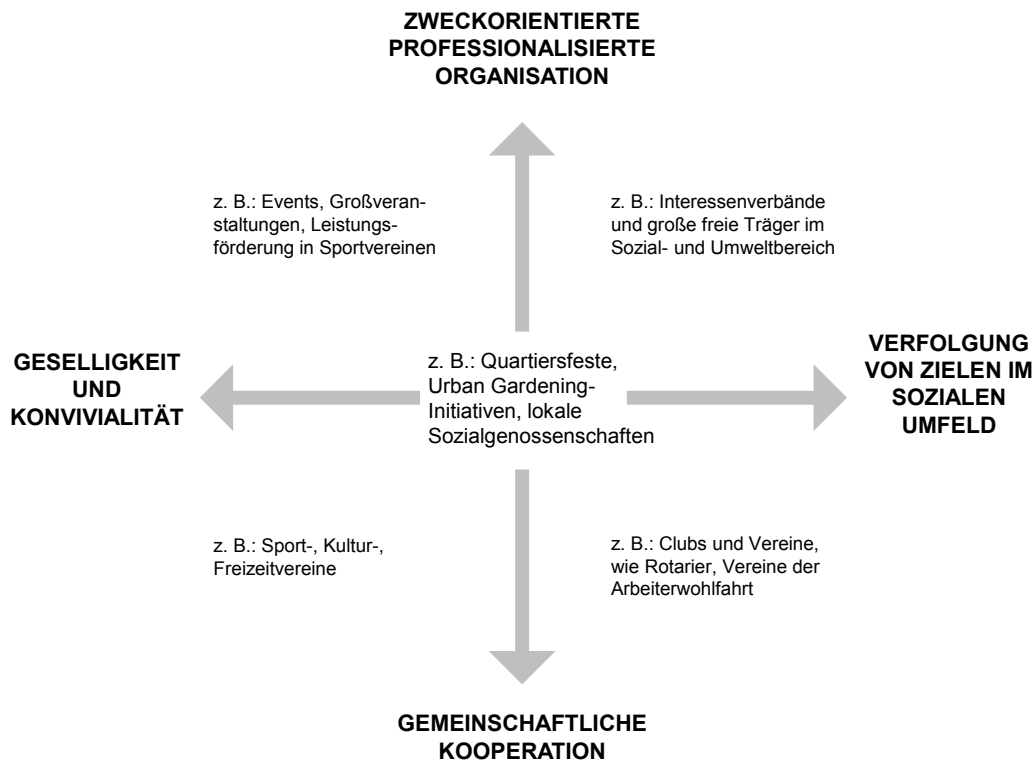 ZWECKORIENTIERTE
PROFESSIONALISIERTE
ORGANISATION
z. B.: Events, Großveran-
staltungen, Leistungs-
förderung in Sportvereinen
z. B.: Interessenverbände
und große freie Träger im
Sozial- und Umweltbereich
GESELLIGKEIT
UND
KONVIVIALITÄT
z. B.: Quartiersfeste,
Urban Gardening-
Initiativen, lokale
Sozialgenossenschaften
VERFOLGUNG
VON ZIELEN IM
SOZIALEN
UMFELD
z. B.: Sport-, Kultur-,
Freizeitvereine
z. B.: Clubs und Vereine,
wie Rotarier, Vereine der
Arbeiterwohlfahrt
GEMEINSCHAFTLICHE
KOOPERATION